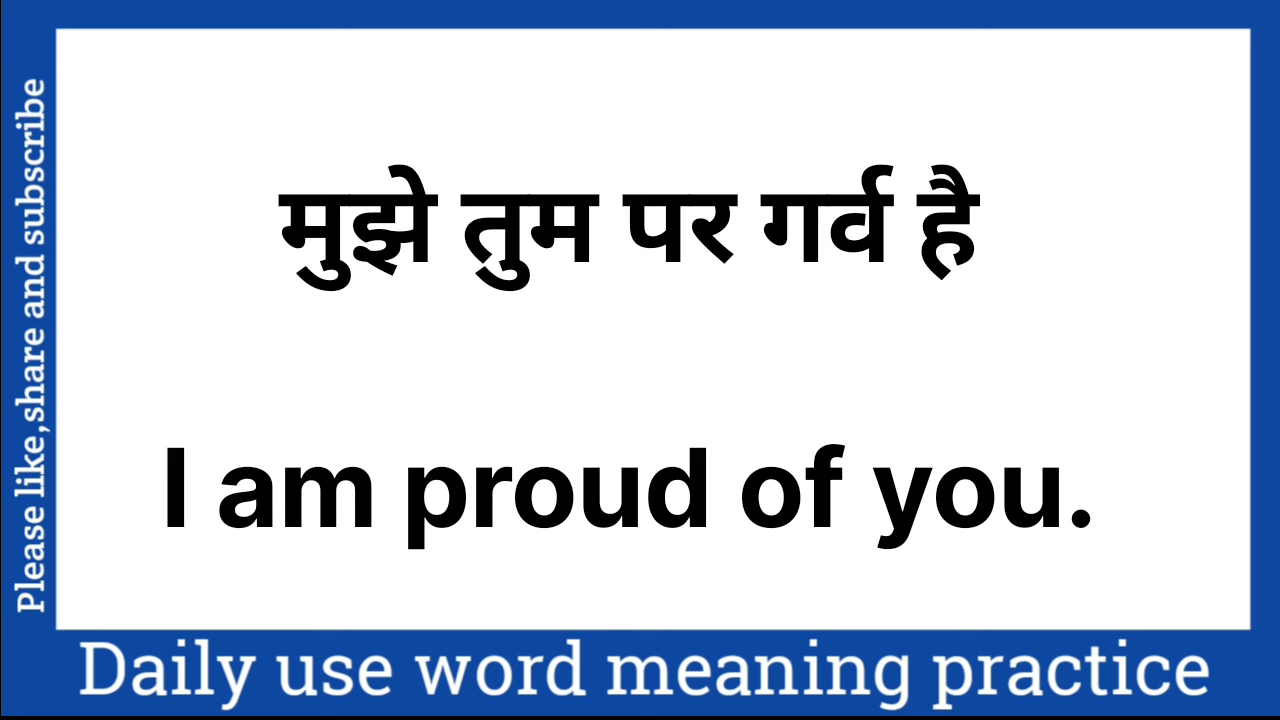 Please like,share and subscribe
मुझे तुम पर गर्व है
I am proud of you.
Daily use word meaning practice